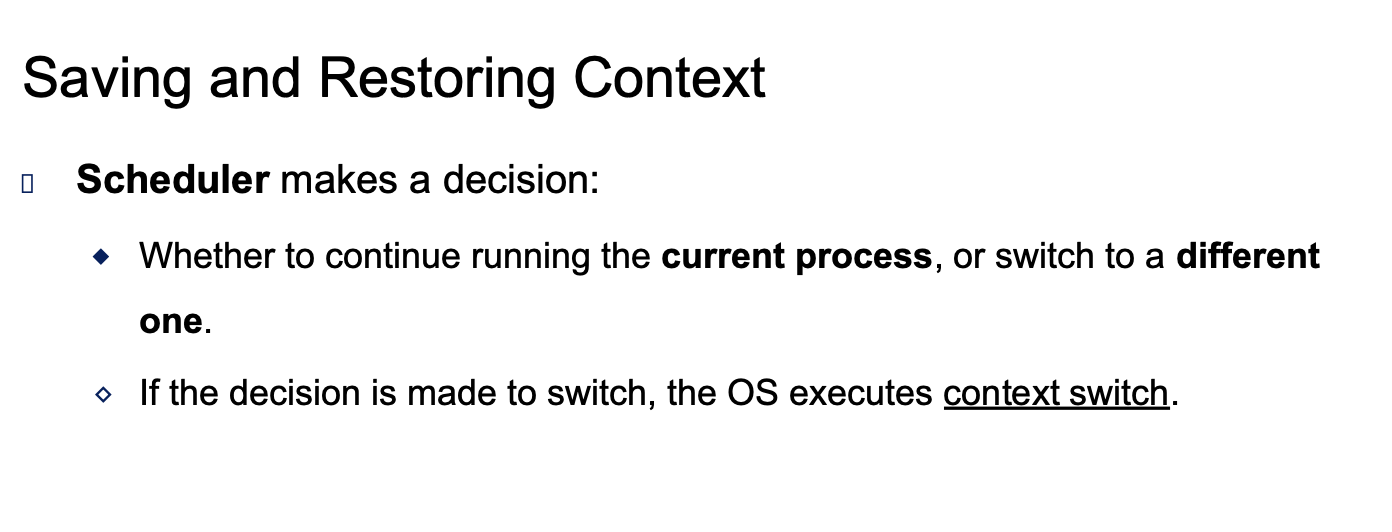 Saving and Restoring Context
Scheduler makes a decision:
Whether to continue running the current process, or switch to a different
one.
If the decision is made to switch, the OS executes context switch.